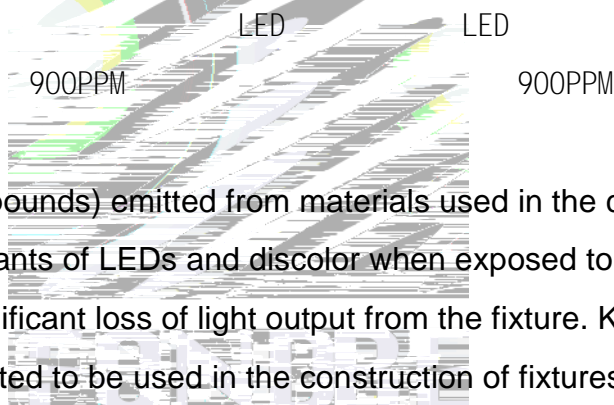 LED LED
900PPM 900PPM
ounds) emitted from materials used in the c
ants of LEDs and discolor when exposed to
ificant loss of light output from the fixture. K
ted to be used in the construction of fixtures